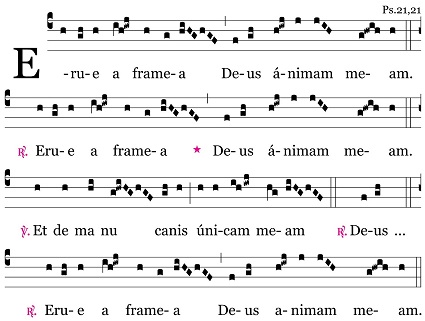 Ps.21,21
E-ru-e a frame-a De-us á-nimam me-am.
℟. Eru-e a frame-a * De-us ánimam me-am.
℣. Et de ma nu canis úni-cam me-am ℟. De-us ...
℟. Eru-e a frame-a De-us a-nimam me-am.